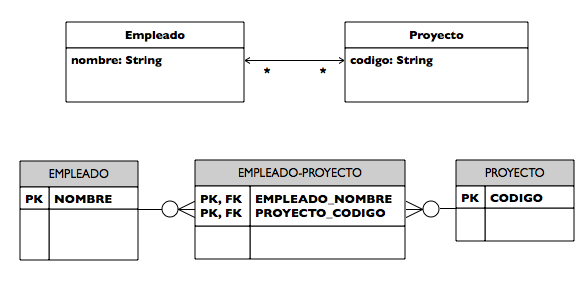 Empleado
nombre: String
*
*
Proyecto
codigo: String
EMPLEADO
PK NOMBRE
EMPLEADO-PROYECTO
PK, FK EMPLEADO_NOMBRE
PK, FK PROYECTO_CODIGO
PROYECTO
PK CODIGO